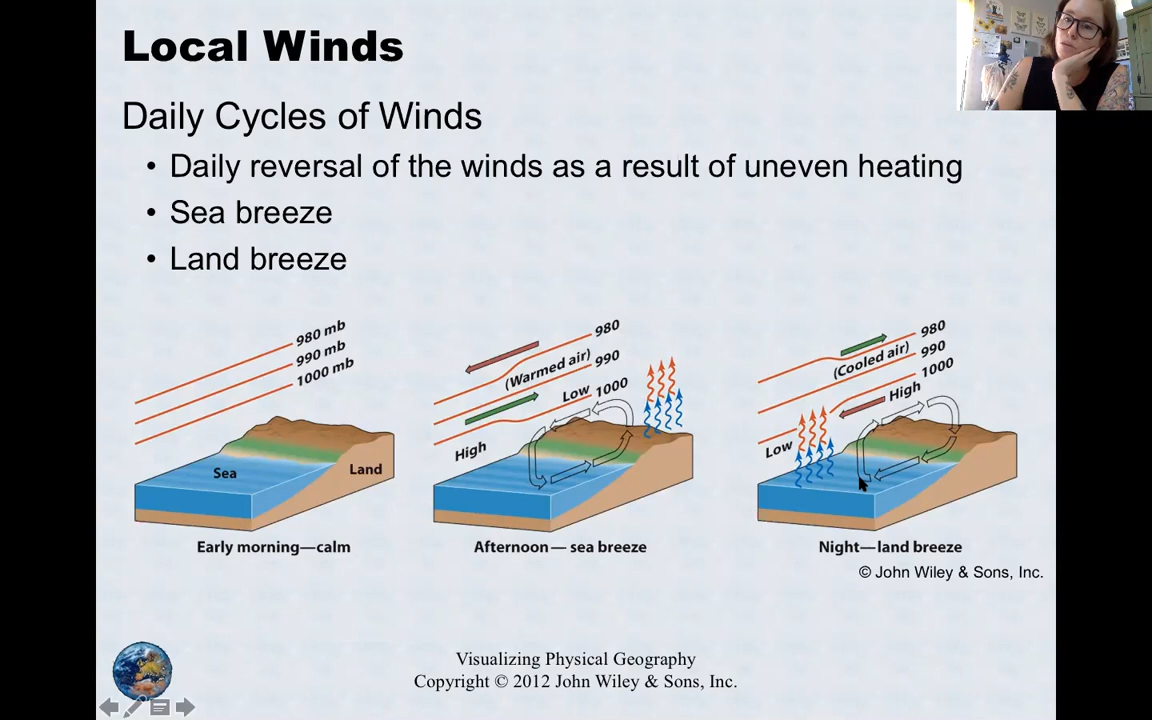 Local Winds
Daily Cycles of Winds
• Daily reversal of the winds as a result of uneven heating
• Sea breeze
• Land breeze
980 mb
990 mb
1000 mb
Sea
Land
Early morning—calm
980
(Warmed air)
990
Low
1000
High
Afternoon — sea breeze
980
(Cooled air)
990
1000
High
Low
Night—land breeze
© John Wiley & Sons, Inc.
Visualizing Physical Geography
Copyright © 2012 John Wiley & Sons, Inc.